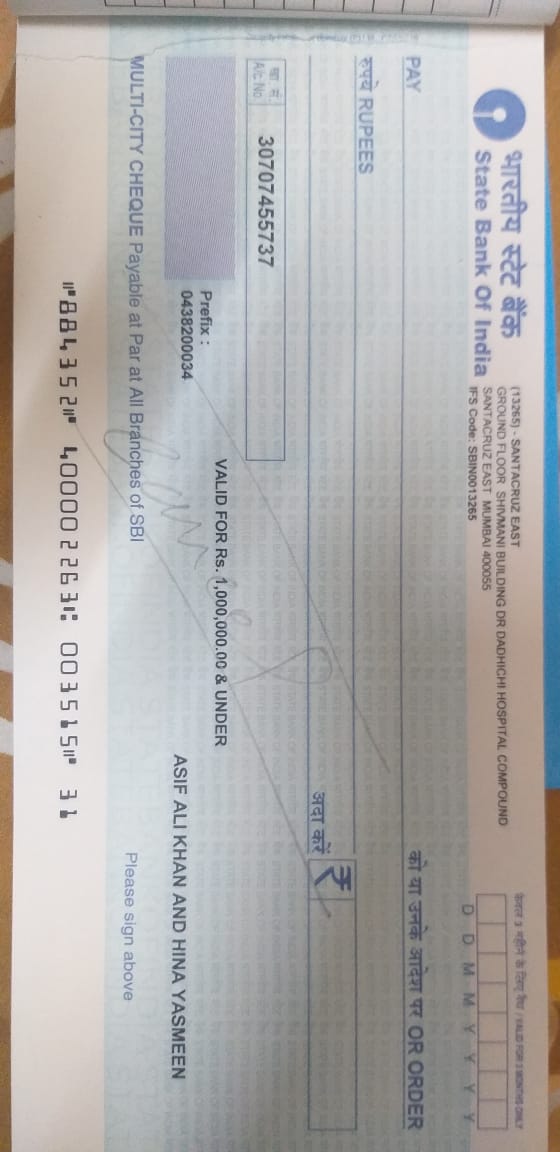 भारतीय स्टेट बैंक
State Bank Of India
(13265) - SANTACRUZ EAST
GROUND FLOOR SHIVMANI BUILDING DR DADHICHI HOSPITAL COMPOUND
SANTACRUZ EAST MUMBAI 400055
IFS Code: SBIN0013265
केवल 3 महीने के लिए वैध / VALID FOR 3 MONTHS ONLY
D D M M Y Y Y Y
PAY
को या उनके आदेश पर OR ORDER
रुपये RUPEES
अदा करें ₹
खा. सं.
A/c No.
30707455737
VALID FOR Rs. 1,000,000.00 & UNDER
Prefix :
0438200034
ASIF ALI KHAN AND HINA YASMEEN
MULTI-CITY CHEQUE Payable at Par at All Branches of SBI
Please sign above
⑈884352⑈ 400002263⑆ 003515⑈ 31